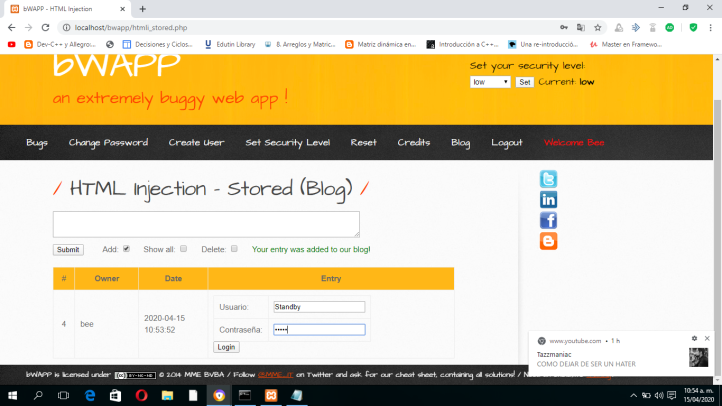 bWAPP - HTML Injection
localhost/bwapp/htmli_stored.php
Dev-C++ y Allegro...
Decisiones y Ciclos...
Edutin Library
8. Arreglos y Matric...
Matriz dinámica en...
Introducción a C++...
Una re-introducció...
Master en Framewo...
bWAPP
an extremely buggy web app !
Set your security level:
low Set Current: low
Bugs Change Password Create User Set Security Level Reset Credits Blog Logout Welcome Bee
/ HTML Injection - Stored (Blog) /
Submit Add: Show all: Delete: Your entry was added to our blog!
# Owner Date Entry
4 bee 2020-04-15 10:53:52
Usuario: Standby
Contraseña: •••••
Login
www.youtube.com • 1 h
Tazzmaniac
COMO DEJAR DE SER UN HATER
bWAPP is licensed under BY-NC-ND © 2014 MME BVBA / Follow @MME_IT on Twitter and ask for our cheat sheet, containing all solutions! /
10:54 a. m.
15/04/2020